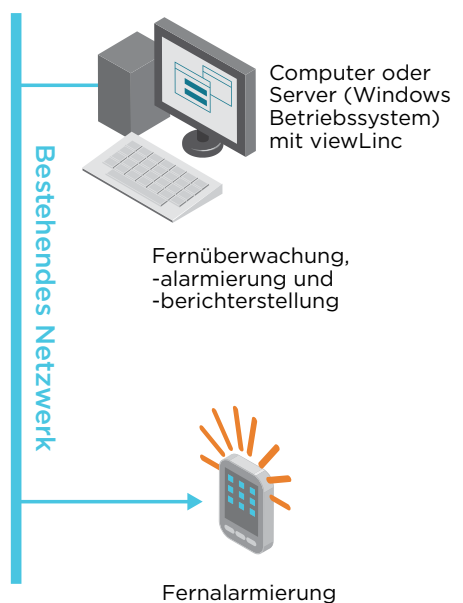 Computer oder
Server (Windows
Betriebssystem)
mit viewLinc
Bestehendes Netzwerk
Fernüberwachung,
-alarmierung und
-berichterstellung
Fernalarmierung